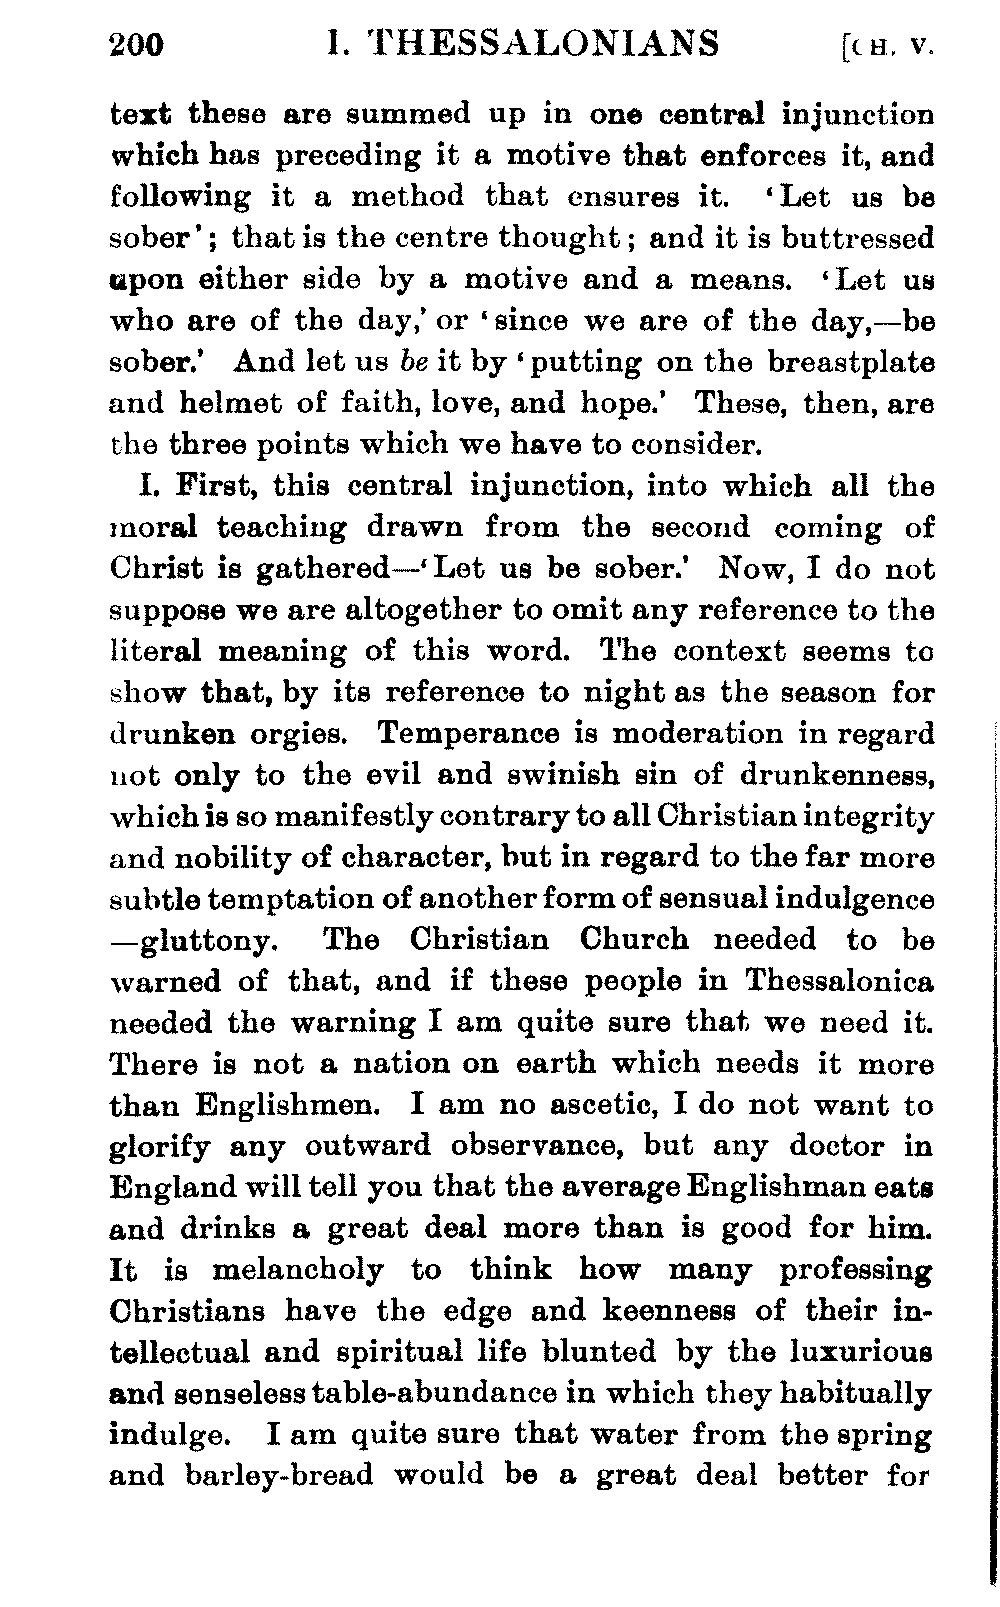 200 I. THESSALONIANS [CH. V.
text these are summed up in one central injunction
which has preceding it a motive that enforces it, and
following it a method that ensures it. ‘Let us be
sober’; that is the centre thought; and it is buttressed
upon either side by a motive and a means. ‘Let us
who are of the day,’ or ‘since we are of the day,—be
sober.’ And let us be it by ‘putting on the breastplate
and helmet of faith, love, and hope.’ These, then, are
the three points which we have to consider.
I. First, this central injunction, into which all the
moral teaching drawn from the second coming of
Christ is gathered—‘Let us be sober.’ Now, I do not
suppose we are altogether to omit any reference to the
literal meaning of this word. The context seems to
show that, by its reference to night as the season for
drunken orgies. Temperance is moderation in regard
not only to the evil and swinish sin of drunkenness,
which is so manifestly contrary to all Christian integrity
and nobility of character, but in regard to the far more
subtle temptation of another form of sensual indulgence
—gluttony. The Christian Church needed to be
warned of that, and if these people in Thessalonica
needed the warning I am quite sure that we need it.
There is not a nation on earth which needs it more
than Englishmen. I am no ascetic, I do not want to
glorify any outward observance, but any doctor in
England will tell you that the average Englishman eats
and drinks a great deal more than is good for him.
It is melancholy to think how many professing
Christians have the edge and keenness of their in-
tellectual and spiritual life blunted by the luxurious
and senseless table-abundance in which they habitually
indulge. I am quite sure that water from the spring
and barley-bread would be a great deal better for